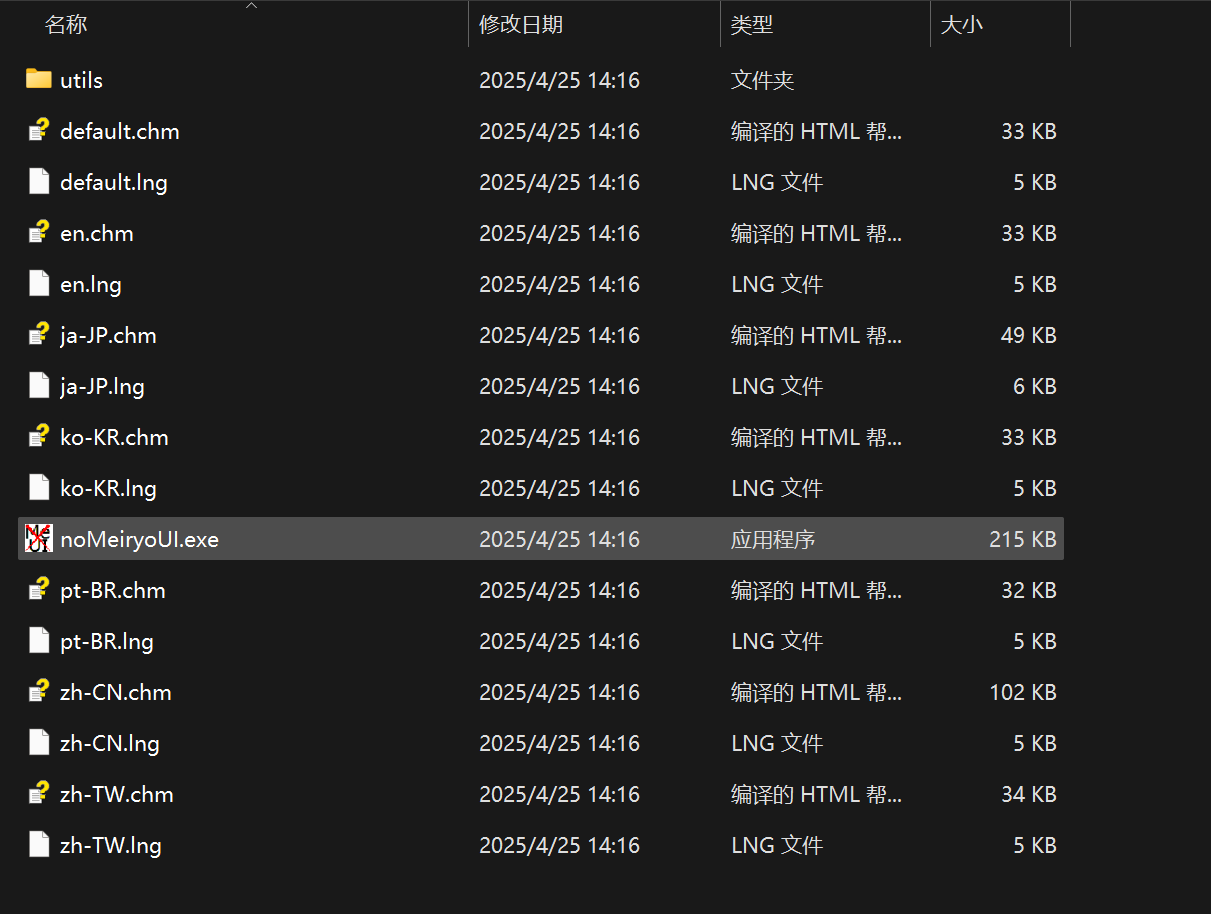 名称 修改日期 类型 大小
utils 2025/4/25 14:16 文件夹
default.chm 2025/4/25 14:16 编译的 HTML 帮... 33 KB
default.lng 2025/4/25 14:16 LNG 文件 5 KB
en.chm 2025/4/25 14:16 编译的 HTML 帮... 33 KB
en.lng 2025/4/25 14:16 LNG 文件 5 KB
ja-JP.chm 2025/4/25 14:16 编译的 HTML 帮... 49 KB
ja-JP.lng 2025/4/25 14:16 LNG 文件 6 KB
ko-KR.chm 2025/4/25 14:16 编译的 HTML 帮... 33 KB
ko-KR.lng 2025/4/25 14:16 LNG 文件 5 KB
noMeiryoUI.exe 2025/4/25 14:16 应用程序 215 KB
pt-BR.chm 2025/4/25 14:16 编译的 HTML 帮... 32 KB
pt-BR.lng 2025/4/25 14:16 LNG 文件 5 KB
zh-CN.chm 2025/4/25 14:16 编译的 HTML 帮... 102 KB
zh-CN.lng 2025/4/25 14:16 LNG 文件 5 KB
zh-TW.chm 2025/4/25 14:16 编译的 HTML 帮... 34 KB
zh-TW.lng 2025/4/25 14:16 LNG 文件 5 KB